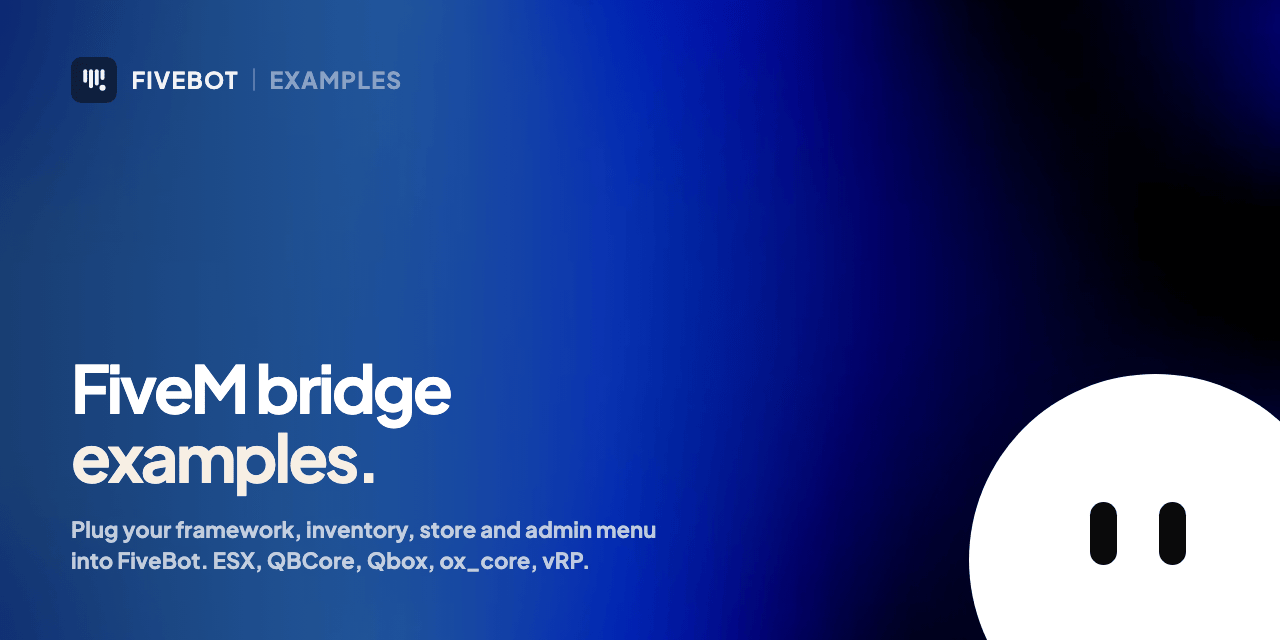 FIVEBOT | EXAMPLES
FiveM bridge
examples.
Plug your framework, inventory, store and admin menu
into FiveBot. ESX, QBCore, Qbox, ox_core, vRP.